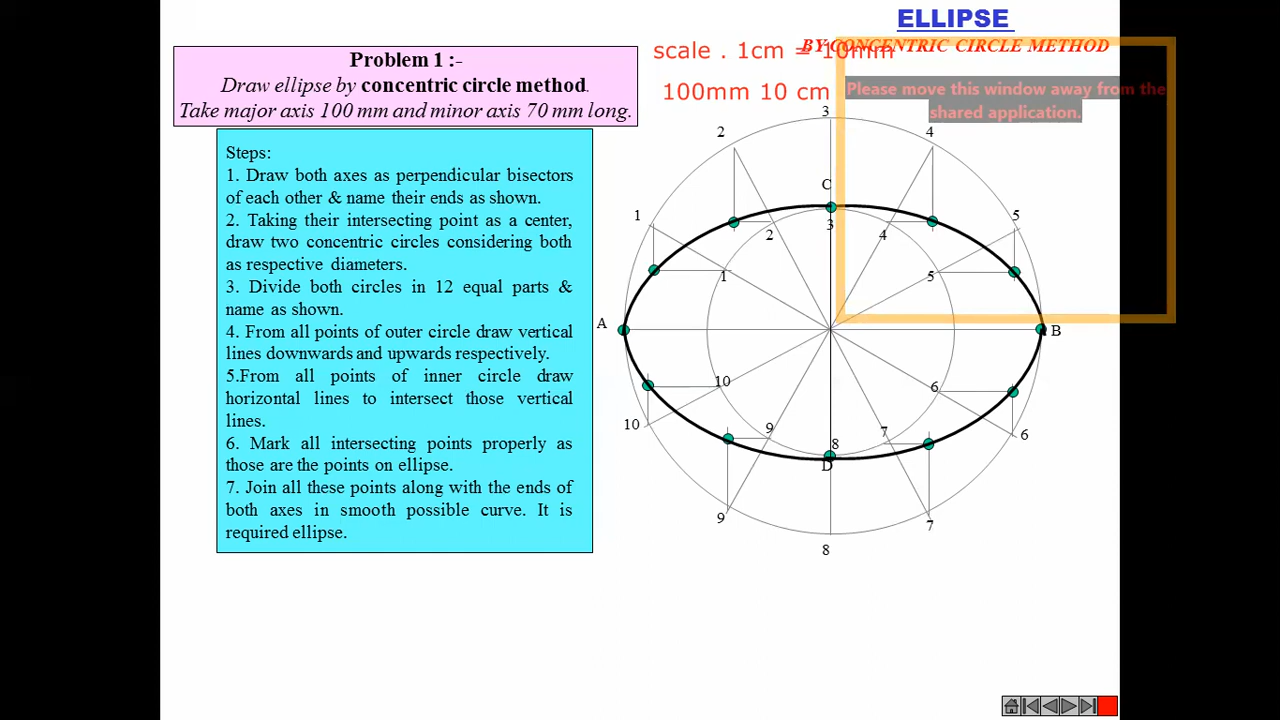 ELLIPSE
BY CONCENTRIC CIRCLE METHOD
scale . 1cm = 10mm
100mm 10 cm
Please move this window away from the
shared application.
Problem 1 :-
Draw ellipse by concentric circle method.
Take major axis 100 mm and minor axis 70 mm long.
Steps:
1. Draw both axes as perpendicular bisectors
of each other & name their ends as shown.
2. Taking their intersecting point as a center,
draw two concentric circles considering both
as respective diameters.
3. Divide both circles in 12 equal parts &
name as shown.
4. From all points of outer circle draw vertical
lines downwards and upwards respectively.
5.From all points of inner circle draw
horizontal lines to intersect those vertical
lines.
6. Mark all intersecting points properly as
those are the points on ellipse.
7. Join all these points along with the ends of
both axes in smooth possible curve. It is
required ellipse.
3
2
4
C
1
5
3
2
4
1
5
A
B
10
6
10
6
9
7
8
D
9
7
8